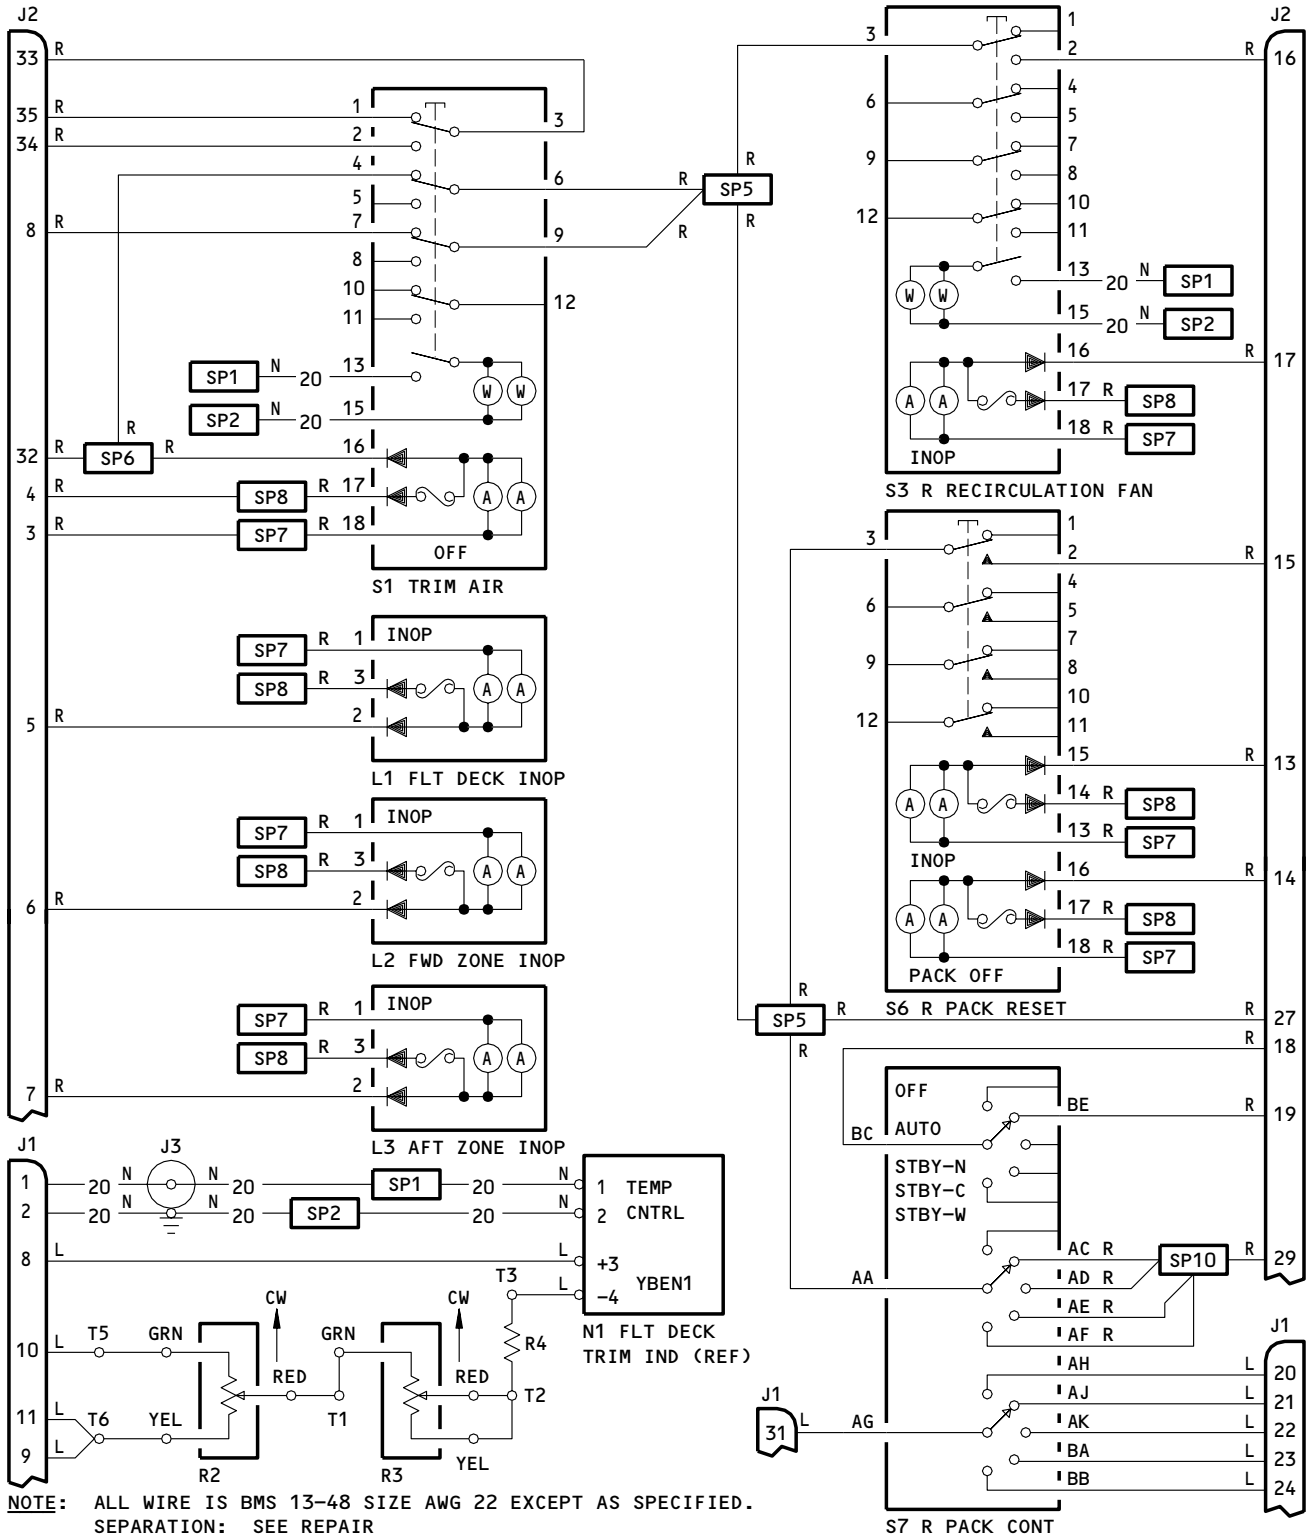 J2
33 R
35 R
34 R
8 R
32 R
4 R
3 R
5 R
6 R
7 R
1
2
4
5
7
8
10
11
13
15
16
17
18
3
6
9
12
SP1 N 20
SP2 N 20
R
SP6 R
SP8 R
SP7 R
W W
A A
OFF
S1 TRIM AIR
SP7 R 1 INOP
SP8 R 3
2
A A
L1 FLT DECK INOP
SP7 R 1 INOP
SP8 R 3
2
A A
L2 FWD ZONE INOP
SP7 R 1 INOP
SP8 R 3
2
A A
L3 AFT ZONE INOP
R
R
R
SP5
R
3
6
9
12
1
2
4
5
7
8
10
11
13 20 N SP1
15 20 N SP2
16
17 R SP8
18 R SP7
W W
A A
INOP
S3 R RECIRCULATION FAN
3
6
9
12
1
2
4
5
7
8
10
11
15
14 R SP8
13 R SP7
A A
INOP
16
17 R SP8
18 R SP7
A A
PACK OFF
S6 R PACK RESET
J2
R 16
R 17
R 15
R 13
R 14
R 27
R 18
R 19
R 29
R
SP5 R
R
OFF
AUTO
STBY-N
STBY-C
STBY-W
BC
BE
AA
AC R
AD R
AE R
AF R
SP10
AG
AH
AJ
AK
BA
BB
S7 R PACK CONT
J1
31 L
J1
L 20
L 21
L 22
L 23
L 24
J1
J3
1 20 N N 20 SP1 20 N 1 TEMP
2 20 N N 20 SP2 20 N 2 CNTRL
8 L L +3
T3 L -4 YBEN1
N1 FLT DECK
TRIM IND (REF)
CW CW
R4
10 L T5 GRN GRN
RED RED
T1 T2
11 L
T6 YEL
9 L
YEL
R2 R3
NOTE: ALL WIRE IS BMS 13-48 SIZE AWG 22 EXCEPT AS SPECIFIED.
SEPARATION: SEE REPAIR